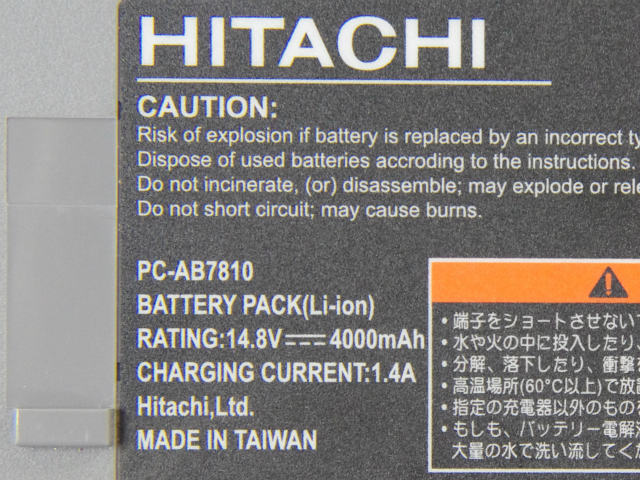 HITACHI
CAUTION:
Risk of explosion if battery is replaced by an incorrect ty
Dispose of used batteries accroding to the instructions.
Do not incinerate, (or) disassemble; may explode or rele
Do not short circuit; may cause burns.
PC-AB7810
BATTERY PACK(Li-ion)
RATING:14.8V⎓4000mAh
CHARGING CURRENT:1.4A
Hitachi,Ltd.
MADE IN TAIWAN
・端子をショートさせない
・水や火の中に投入したり、
・分解、落下したり、衝撃
・高温場所(60°C以上)で放
・指定の充電器以外のもの
・もしも、バッテリー電解
大量の水で洗い流してく